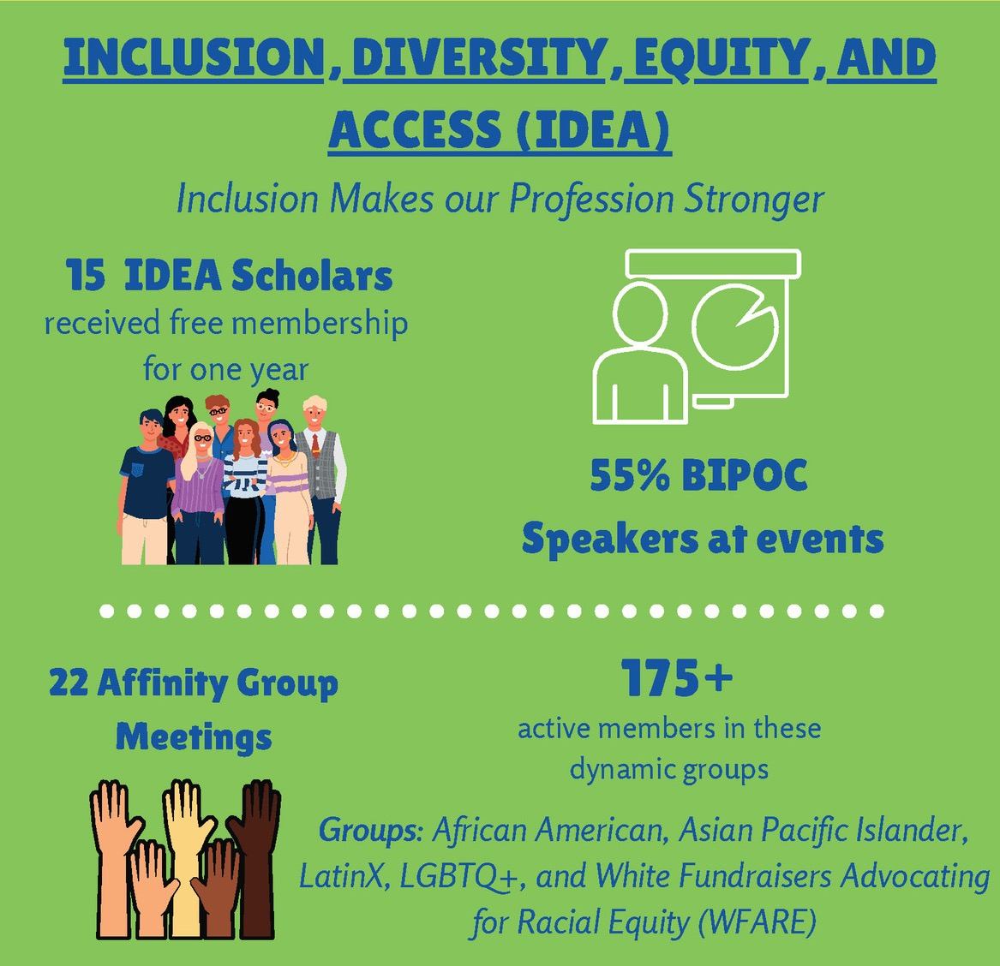 INCLUSION, DIVERSITY, EQUITY, AND
ACCESS (IDEA)
Inclusion Makes our Profession Stronger
15 IDEA Scholars
received free membership
for one year
55% BIPOC
Speakers at events
22 Affinity Group
Meetings
175+
active members in these
dynamic groups
Groups: African American, Asian Pacific Islander,
LatinX, LGBTQ+, and White Fundraisers Advocating
for Racial Equity (WFARE)